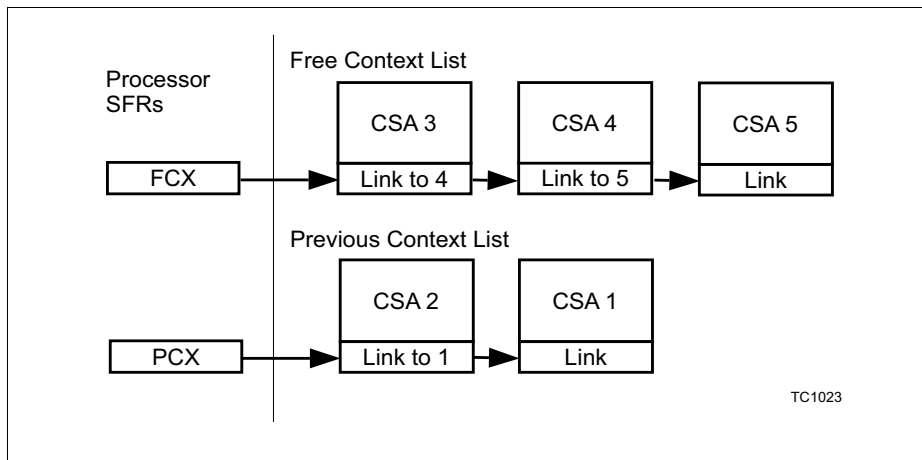 Processor
SFRs
Free Context List
CSA 3
CSA 4
CSA 5
FCX
Link to 4
Link to 5
Link
Previous Context List
CSA 2
CSA 1
PCX
Link to 1
Link
TC1023